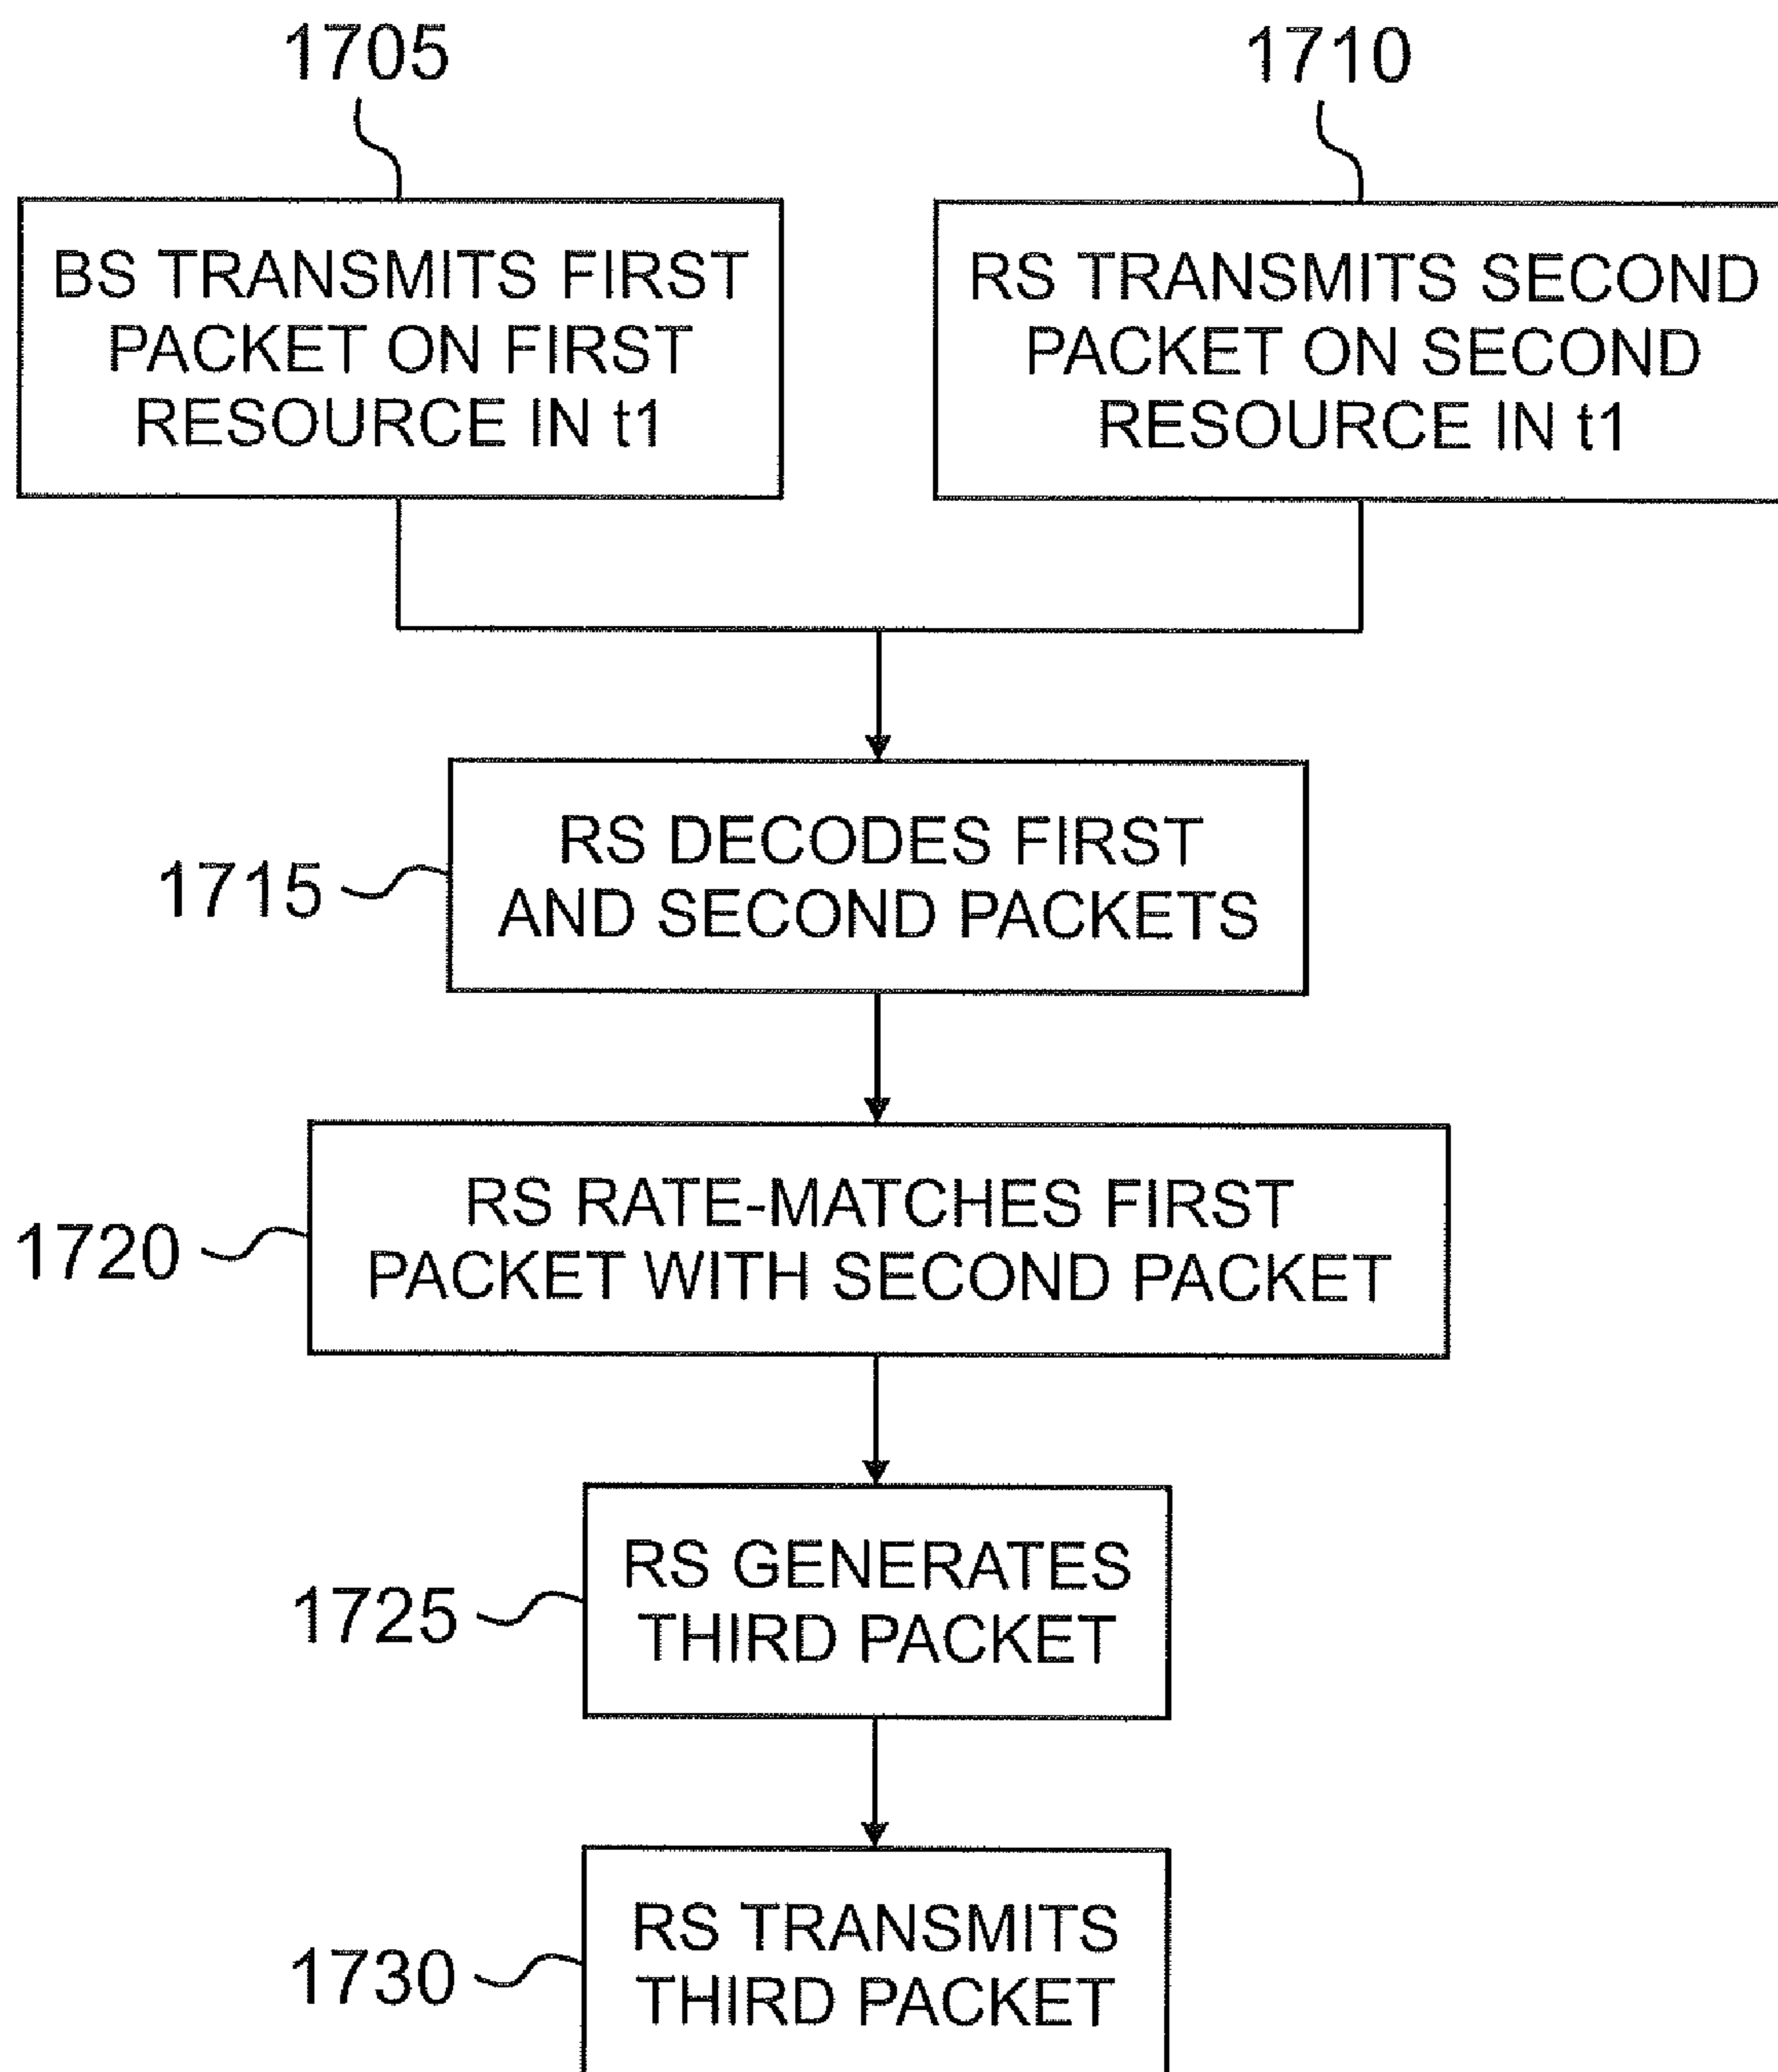 1705
1710
BS TRANSMITS FIRST
PACKET ON FIRST
RESOURCE IN t1
RS TRANSMITS SECOND
PACKET ON SECOND
RESOURCE IN t1
1715
RS DECODES FIRST
AND SECOND PACKETS
1720
RS RATE-MATCHES FIRST
PACKET WITH SECOND PACKET
1725
RS GENERATES
THIRD PACKET
1730
RS TRANSMITS
THIRD PACKET